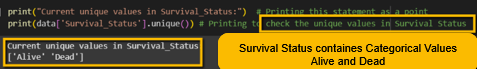 print("Current unique values in Survival_Status:")  # Printing this statement as a point
print(data['Survival_Status'].unique()) # Printing to check the unique values in Survival Status
Current unique values in Survival_Status
['Alive' 'Dead']
Survival Status containes Categorical Values
Alive and Dead